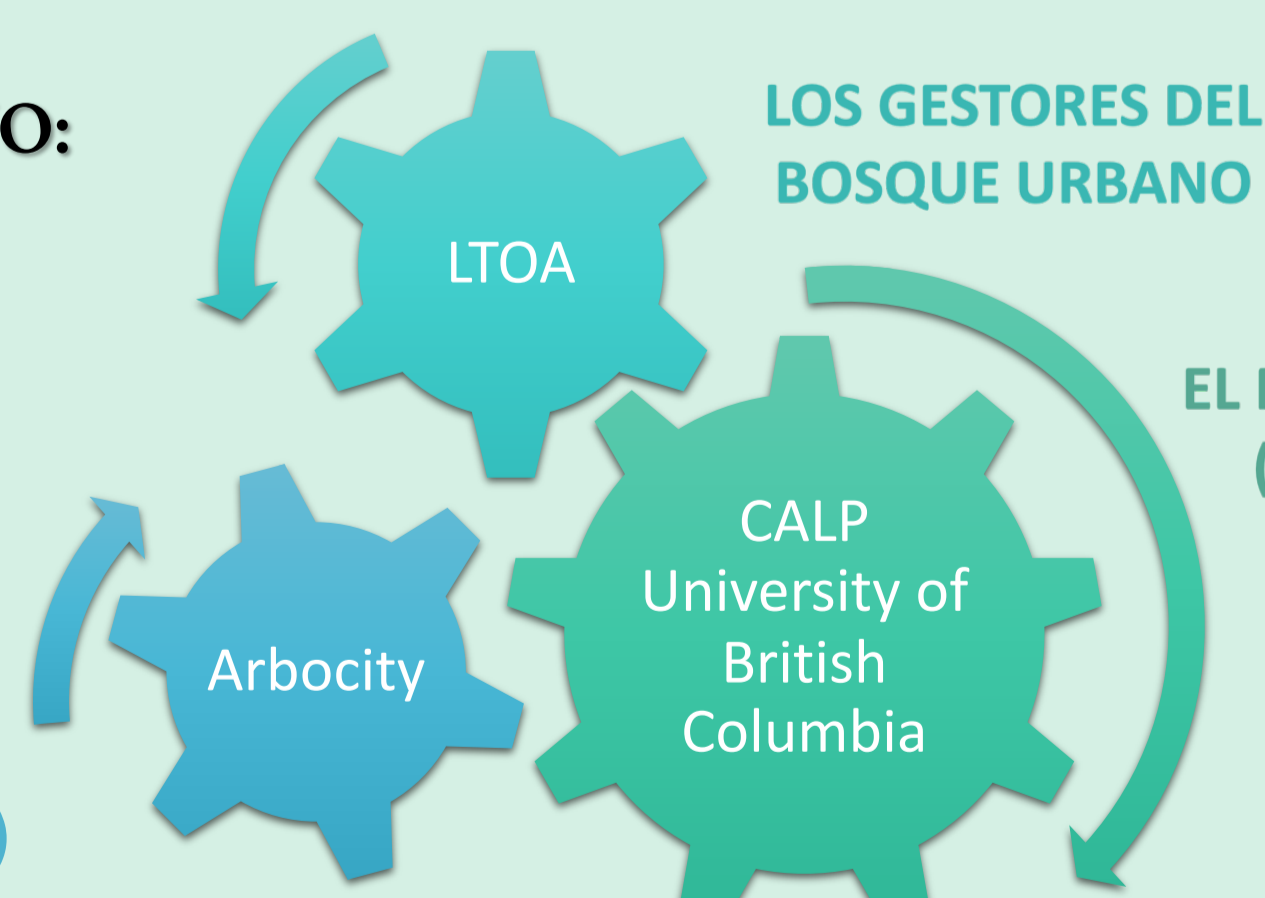 O:
LOS GESTORES DEL
BOSQUE URBANO
LTOA
EL
(
CALP
University of
British
Columbia
Arbocity